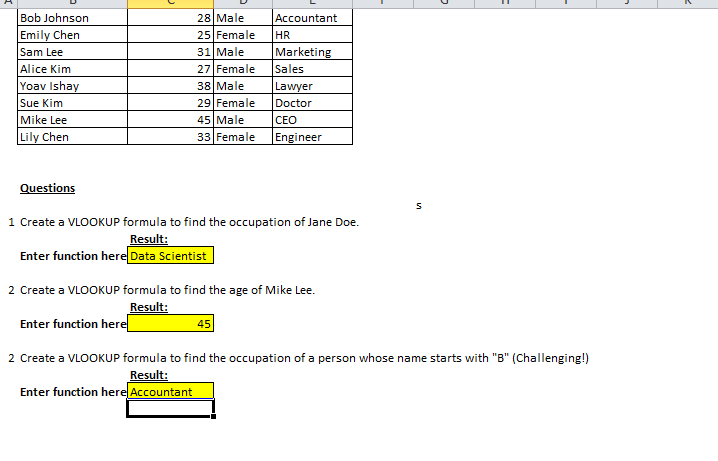 Bob Johnson 28 Male Accountant
Emily Chen 25 Female HR
Sam Lee 31 Male Marketing
Alice Kim 27 Female Sales
Yoav Ishay 38 Male Lawyer
Sue Kim 29 Female Doctor
Mike Lee 45 Male CEO
Lily Chen 33 Female Engineer
Questions
s
1 Create a VLOOKUP formula to find the occupation of Jane Doe.
Result:
Enter function here Data Scientist
2 Create a VLOOKUP formula to find the age of Mike Lee.
Result:
Enter function here 45
2 Create a VLOOKUP formula to find the occupation of a person whose name starts with "B" (Challenging!)
Result:
Enter function here Accountant